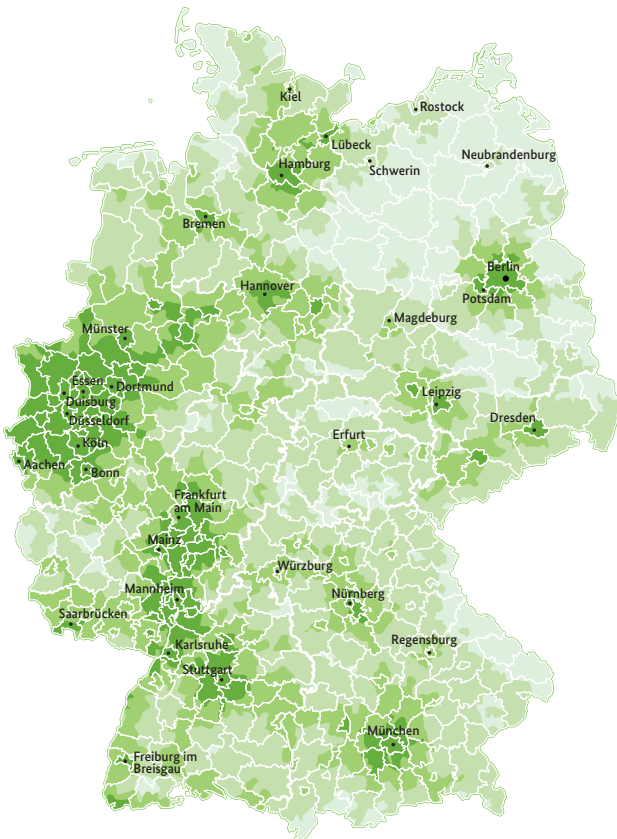 Kiel
Rostock
Lübeck
Hamburg
Schwerin
Neubrandenburg
Bremen
Berlin
Hannover
Potsdam
Magdeburg
Münster
Essen
Dortmund
Duisburg
Leipzig
Düsseldorf
Dresden
Köln
Erfurt
Aachen
Bonn
Frankfurt
am Main
Mainz
Würzburg
Mannheim
Nürnberg
Saarbrücken
Karlsruhe
Regensburg
Stuttgart
München
Freiburg im
Breisgau